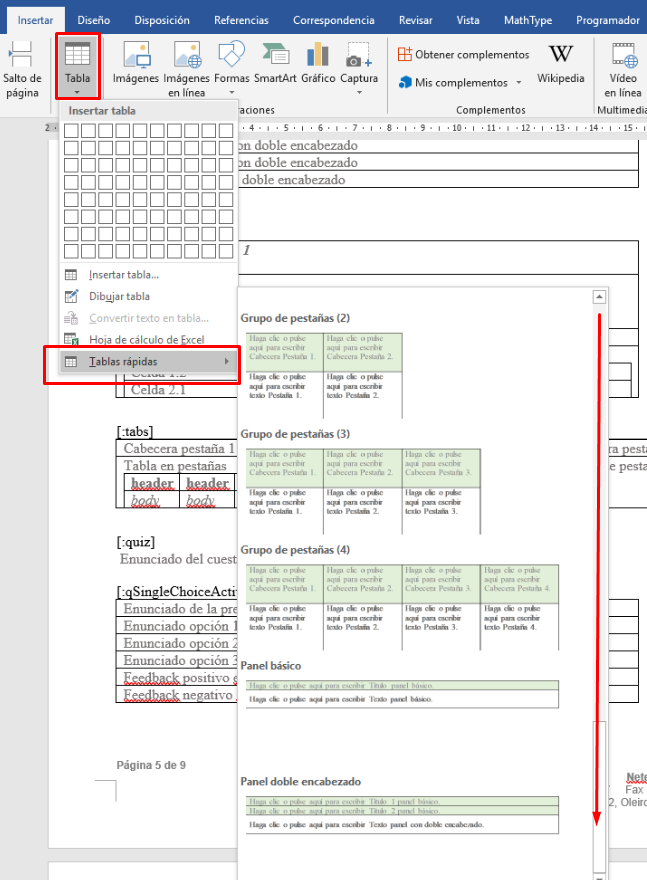 Insertar Diseño Disposición Referencias Correspondencia Revisar Vista MathType Programador
Salto de página
Tabla
Imágenes
Imágenes en línea
Formas
SmartArt
Gráfico
Captura
Obtener complementos
Mis complementos
Wikipedia
Vídeo en línea
raciones
Complementos
Multimedia
Insertar tabla
2 · 4 · 5 · 6 · 7 · 8 · 9 · 10 · 11 · 12 · 13 · 14 · 15
on doble encabezado
on doble encabezado
doble encabezado
1
Insertar tabla...
Dibujar tabla
Convertir texto en tabla...
Hoja de cálculo de Excel
Tablas rápidas
Celda 1.2
Celda 2.1
[:tabs]
Cabecera pestaña 1
ra pesta
Tabla en pestañas
e pesta
header header
body body
[:quiz]
Enunciado del cuest
[:qSingleChoiceActi
Enunciado de la pre
Enunciado opción 1
Enunciado opción 2
Enunciado opción 3
Feedback positivo e
Feedback negativo
Página 5 de 9
Nete
Fax
2, Oleiro
Grupo de pestañas (2)
Haga clic o pulse aquí para escribir Cabecera Pestaña 1.
Haga clic o pulse aquí para escribir Cabecera Pestaña 2.
Haga clic o pulse aquí para escribir texto Pestaña 1.
Haga clic o pulse aquí para escribir texto Pestaña 2.
Grupo de pestañas (3)
Haga clic o pulse aquí para escribir Cabecera Pestaña 1.
Haga clic o pulse aquí para escribir Cabecera Pestaña 2.
Haga clic o pulse aquí para escribir Cabecera Pestaña 3.
Haga clic o pulse aquí para escribir texto Pestaña 1.
Haga clic o pulse aquí para escribir texto Pestaña 2.
Haga clic o pulse aquí para escribir texto Pestaña 3.
Grupo de pestañas (4)
Haga clic o pulse aquí para escribir Cabecera Pestaña 1.
Haga clic o pulse aquí para escribir Cabecera Pestaña 2.
Haga clic o pulse aquí para escribir Cabecera Pestaña 3.
Haga clic o pulse aquí para escribir Cabecera Pestaña 4.
Haga clic o pulse aquí para escribir texto Pestaña 1.
Haga clic o pulse aquí para escribir texto Pestaña 2.
Haga clic o pulse aquí para escribir texto Pestaña 3.
Haga clic o pulse aquí para escribir texto Pestaña 4.
Panel básico
Haga clic o pulse aquí para escribir Título panel básico.
Haga clic o pulse aquí para escribir Texto panel básico.
Panel doble encabezado
Haga clic o pulse aquí para escribir Título 1 panel básico.
Haga clic o pulse aquí para escribir Título 2 panel básico.
Haga clic o pulse aquí para escribir Texto panel con doble encabezado.